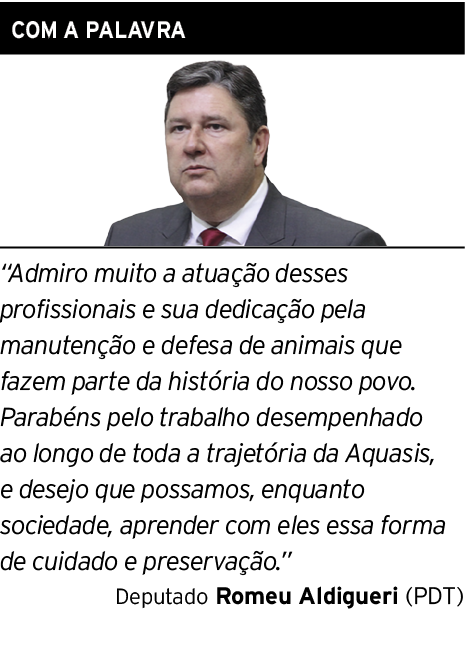 COM A PALAVRA
“Admiro muito a atuação desses
profissionais e sua dedicação pela
manutenção e defesa de animais que
fazem parte da história do nosso povo.
Parabéns pelo trabalho desempenhado
ao longo de toda a trajetória da Aquasis,
e desejo que possamos, enquanto
sociedade, aprender com eles essa forma
de cuidado e preservação.”
Deputado Romeu Aldigueri (PDT)